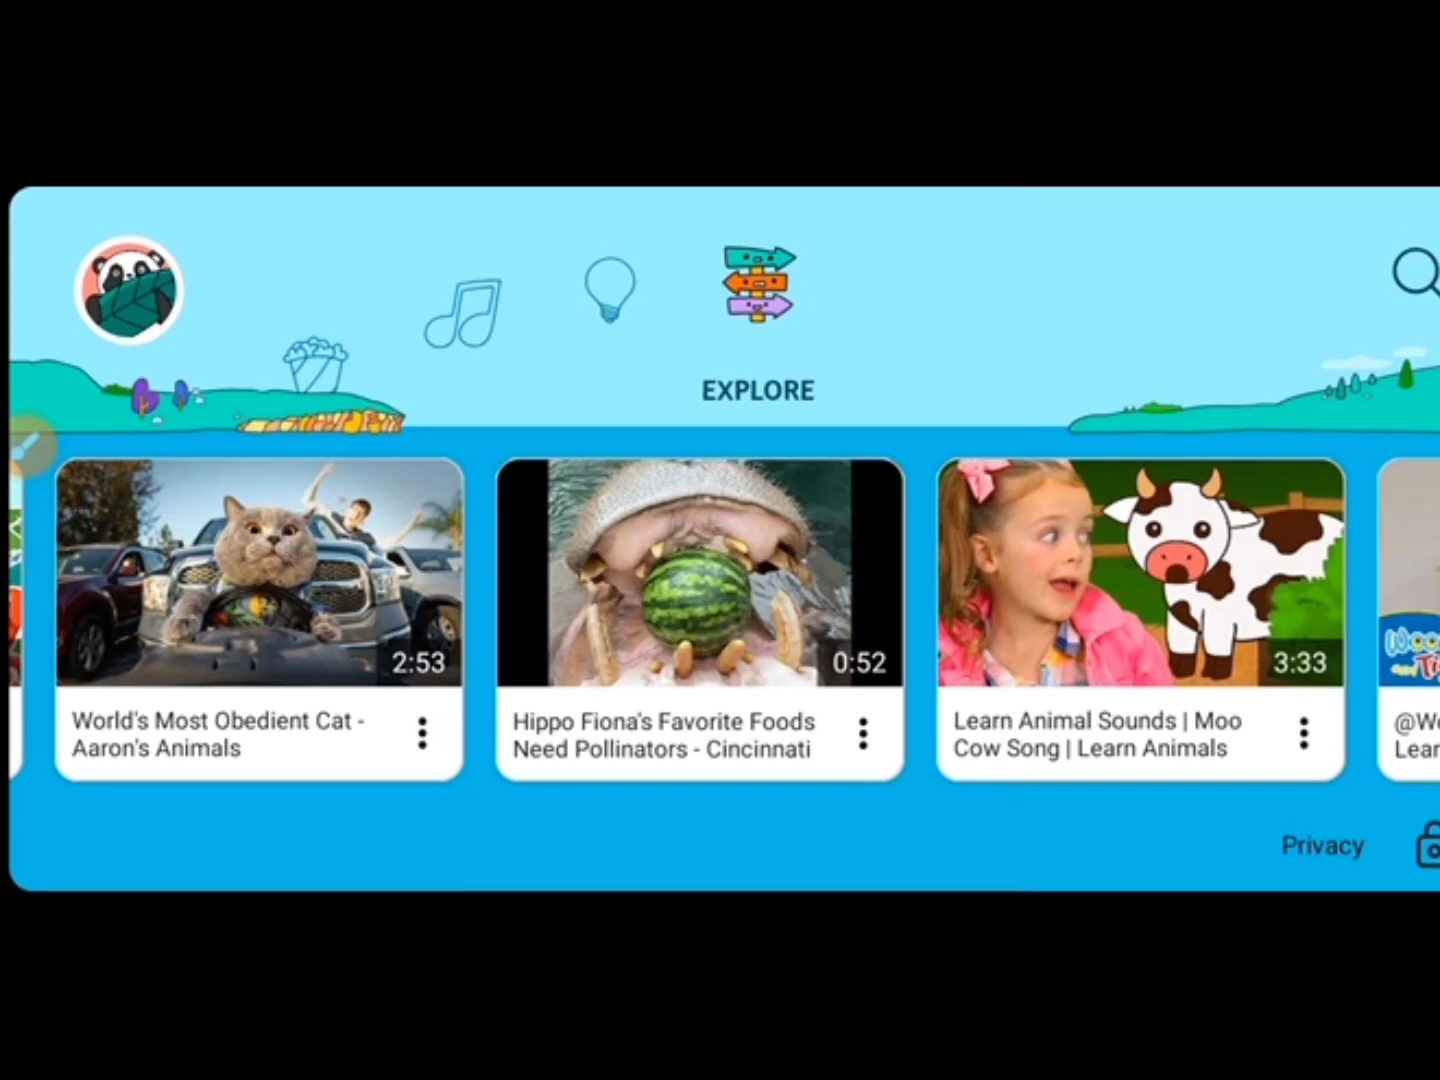 EXPLORE
2:53
0:52
3:33
World's Most Obedient Cat -
Aaron's Animals
Hippo Fiona's Favorite Foods
Need Pollinators - Cincinnati
Learn Animal Sounds | Moo
Cow Song | Learn Animals
Privacy